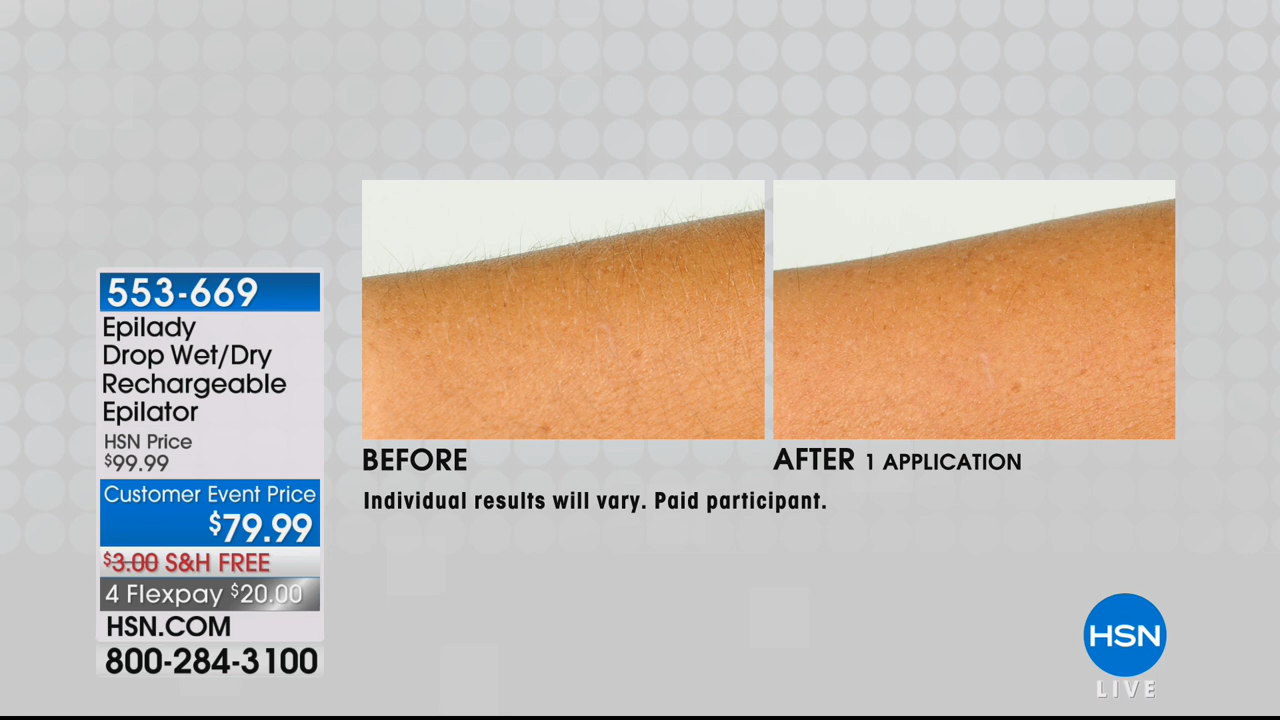 553-669
Epilady
Drop Wet/Dry
Rechargeable
Epilator
HSN Price
$99.99
Customer Event Price
$79.99
$3.00 S&H FREE
4 Flexpay $20.00
HSN.COM
800-284-3100
BEFORE
AFTER 1 APPLICATION
Individual results will vary. Paid participant.
HSN
LIVE